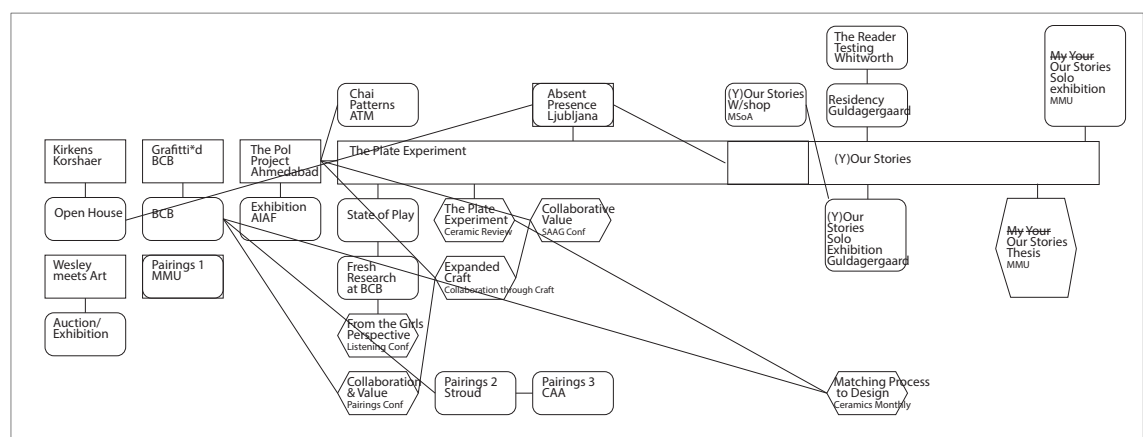 The Reader
Testing
Whitworth
My Your
Our Stories
Solo
exhibition
MMU
Chai
Patterns
ATM
Absent
Presence
Ljubljana
(Y)Our Stories
W/shop
MSoA
Residency
Guldagergaard
Kirkens
Korshaer
Grafitti*d
BCB
The Pol
Project
Ahmedabad
The Plate Experiment
(Y)Our Stories
Open House
BCB
Exhibition
AIAF
State of Play
The Plate
Experiment
Ceramic Review
Collaborative
Value
SAAG Conf
(Y)Our
Stories
Solo
Exhibition
Guldagergaard
My Your
Our Stories
Thesis
MMU
Wesley
meets Art
Pairings 1
MMU
Fresh
Research
at BCB
Expanded
Craft
Collaboration through Craft
Auction/
Exhibition
From the Girls
Perspective
Listening Conf
Collaboration
& Value
Pairings Conf
Pairings 2
Stroud
Pairings 3
CAA
Matching Process
to Design
Ceramics Monthly